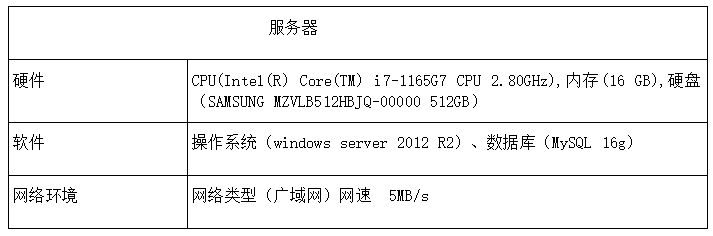 服务器
硬件
CPU(Intel(R) Core(TM) i7-1165G7 CPU 2.80GHz),内存(16 GB),硬盘
（SAMSUNG MZVLB512HBJQ-00000 512GB）
软件
操作系统（windows server 2012 R2）、数据库（MySQL 16g）
网络环境
网络类型（广域网）网速  5MB/s